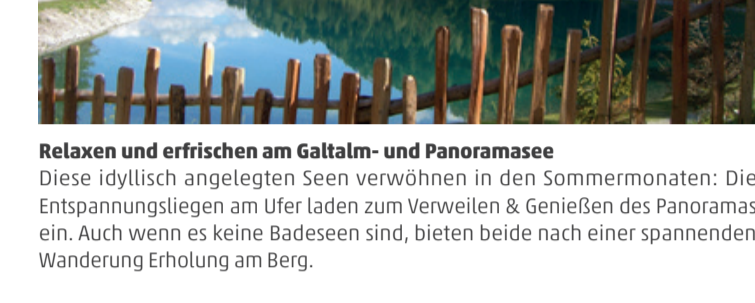 Relaxen und erfrischen am Galtalm- und Panoramasee
Diese idyllisch angelegten Seen verwöhnen in den Sommermonaten: Die
Entspannungsliegen am Ufer laden zum Verweilen & Genießen des Panoramas
ein. Auch wenn es keine Badeseen sind, bieten beide nach einer spannenden
Wanderung Erholung am Berg.